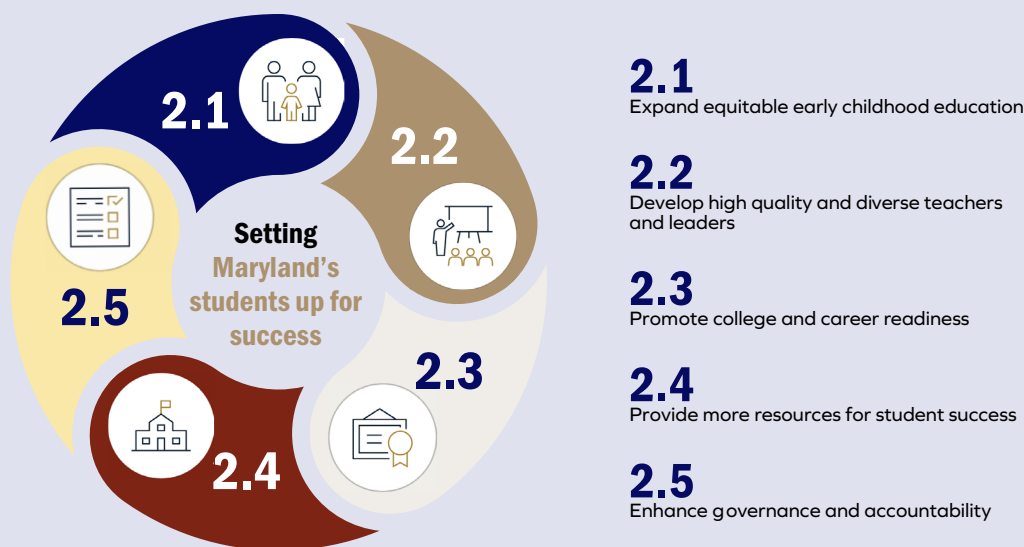 2.1
2.2
2.3
2.4
2.5
Setting
Maryland's
students up for
success
2.1
Expand equitable early childhood education
2.2
Develop high quality and diverse teachers
and leaders
2.3
Promote college and career readiness
2.4
Provide more resources for student success
2.5
Enhance governance and accountability